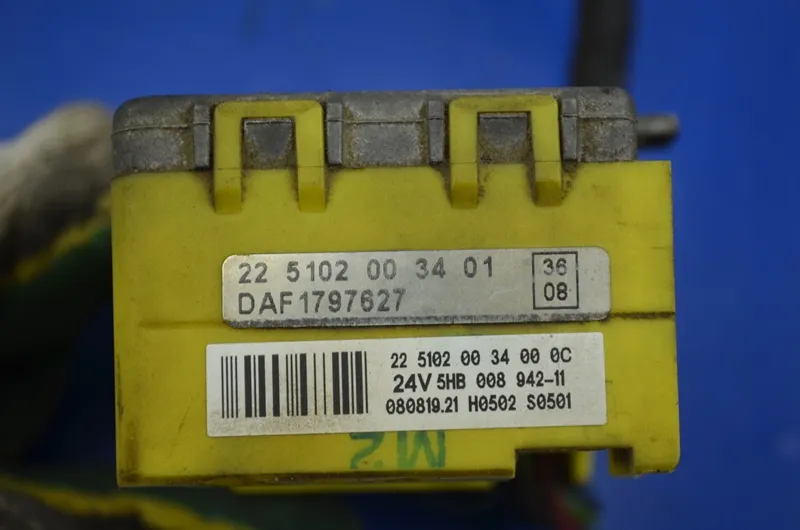 22 5102 00 34 01
DAF1797627
36
08
22 5102 00 34 00 0C
24V 5HB 008 942-11
080819.21 H0502 S0501
M2